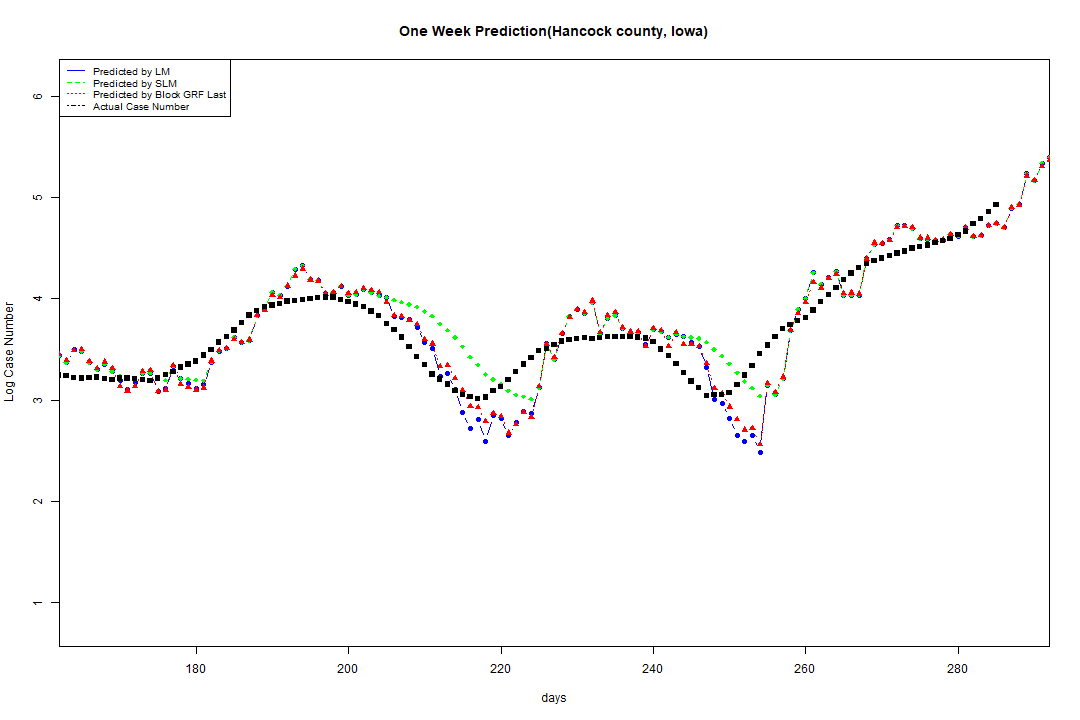 One Week Prediction(Hancock county, Iowa)
Predicted by LM
Predicted by SLM
Predicted by Block GRF Last
Actual Case Number
6
5
4
3
2
1
Log Case Number
180
200
220
240
260
280
days